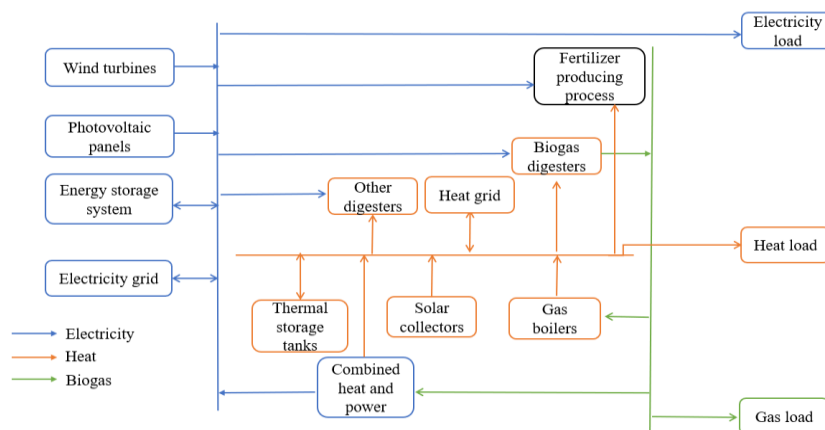 Electricity
load
Wind turbines
Fertilizer
producing
process
Photovoltaic
panels
Biogas
digesters
Energy storage
system
Other
digesters
Heat grid
Heat load
Electricity grid
Thermal
storage
tanks
Solar
collectors
Gas
boilers
Electricity
Heat
Biogas
Combined
heat and
power
Gas load